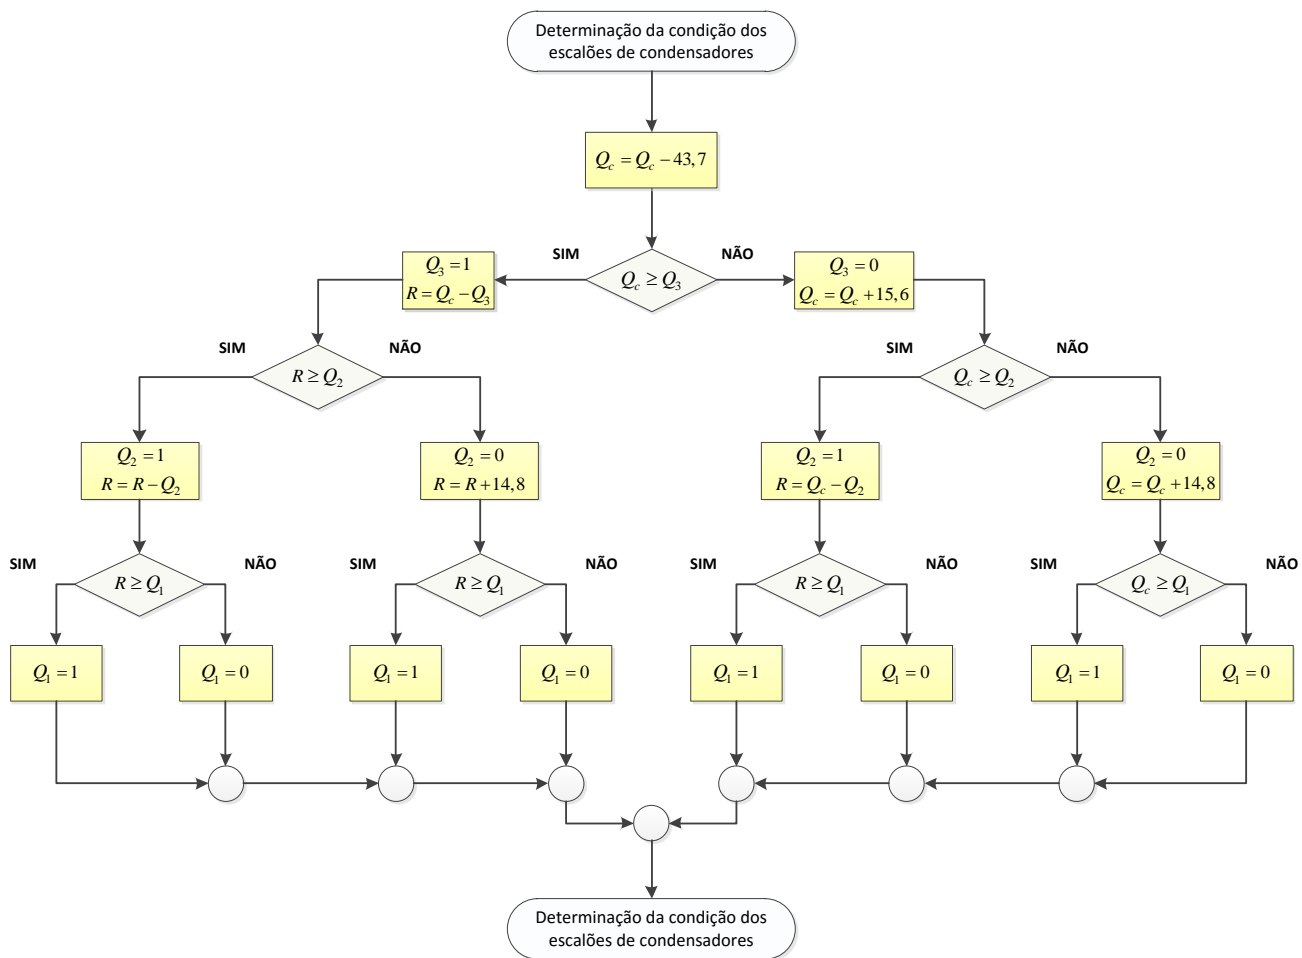 Determinação da condição dos
escalões de condensadores
Q_c = Q_c − 43,7
SIM
NÃO
Q_3 = 1
R = Q_c − Q_3
Q_c ≥ Q_3
Q_3 = 0
Q_c = Q_c + 15,6
SIM
NÃO
SIM
NÃO
R ≥ Q_2
Q_c ≥ Q_2
Q_2 = 1
R = R − Q_2
Q_2 = 0
R = R + 14,8
Q_2 = 1
R = Q_c − Q_2
Q_2 = 0
Q_c = Q_c + 14,8
SIM
NÃO
SIM
NÃO
SIM
NÃO
SIM
NÃO
R ≥ Q_1
R ≥ Q_1
R ≥ Q_1
Q_c ≥ Q_1
Q_1 = 1
Q_1 = 0
Q_1 = 1
Q_1 = 0
Q_1 = 1
Q_1 = 0
Q_1 = 1
Q_1 = 0
Determinação da condição dos
escalões de condensadores